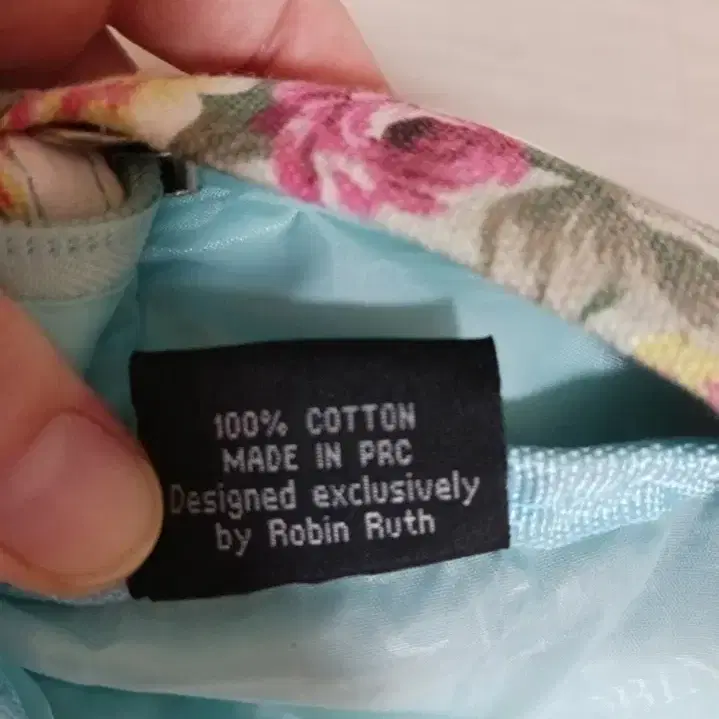 100% COTTON
MADE IN PRC
Designed exclusively
by Robin Ruth